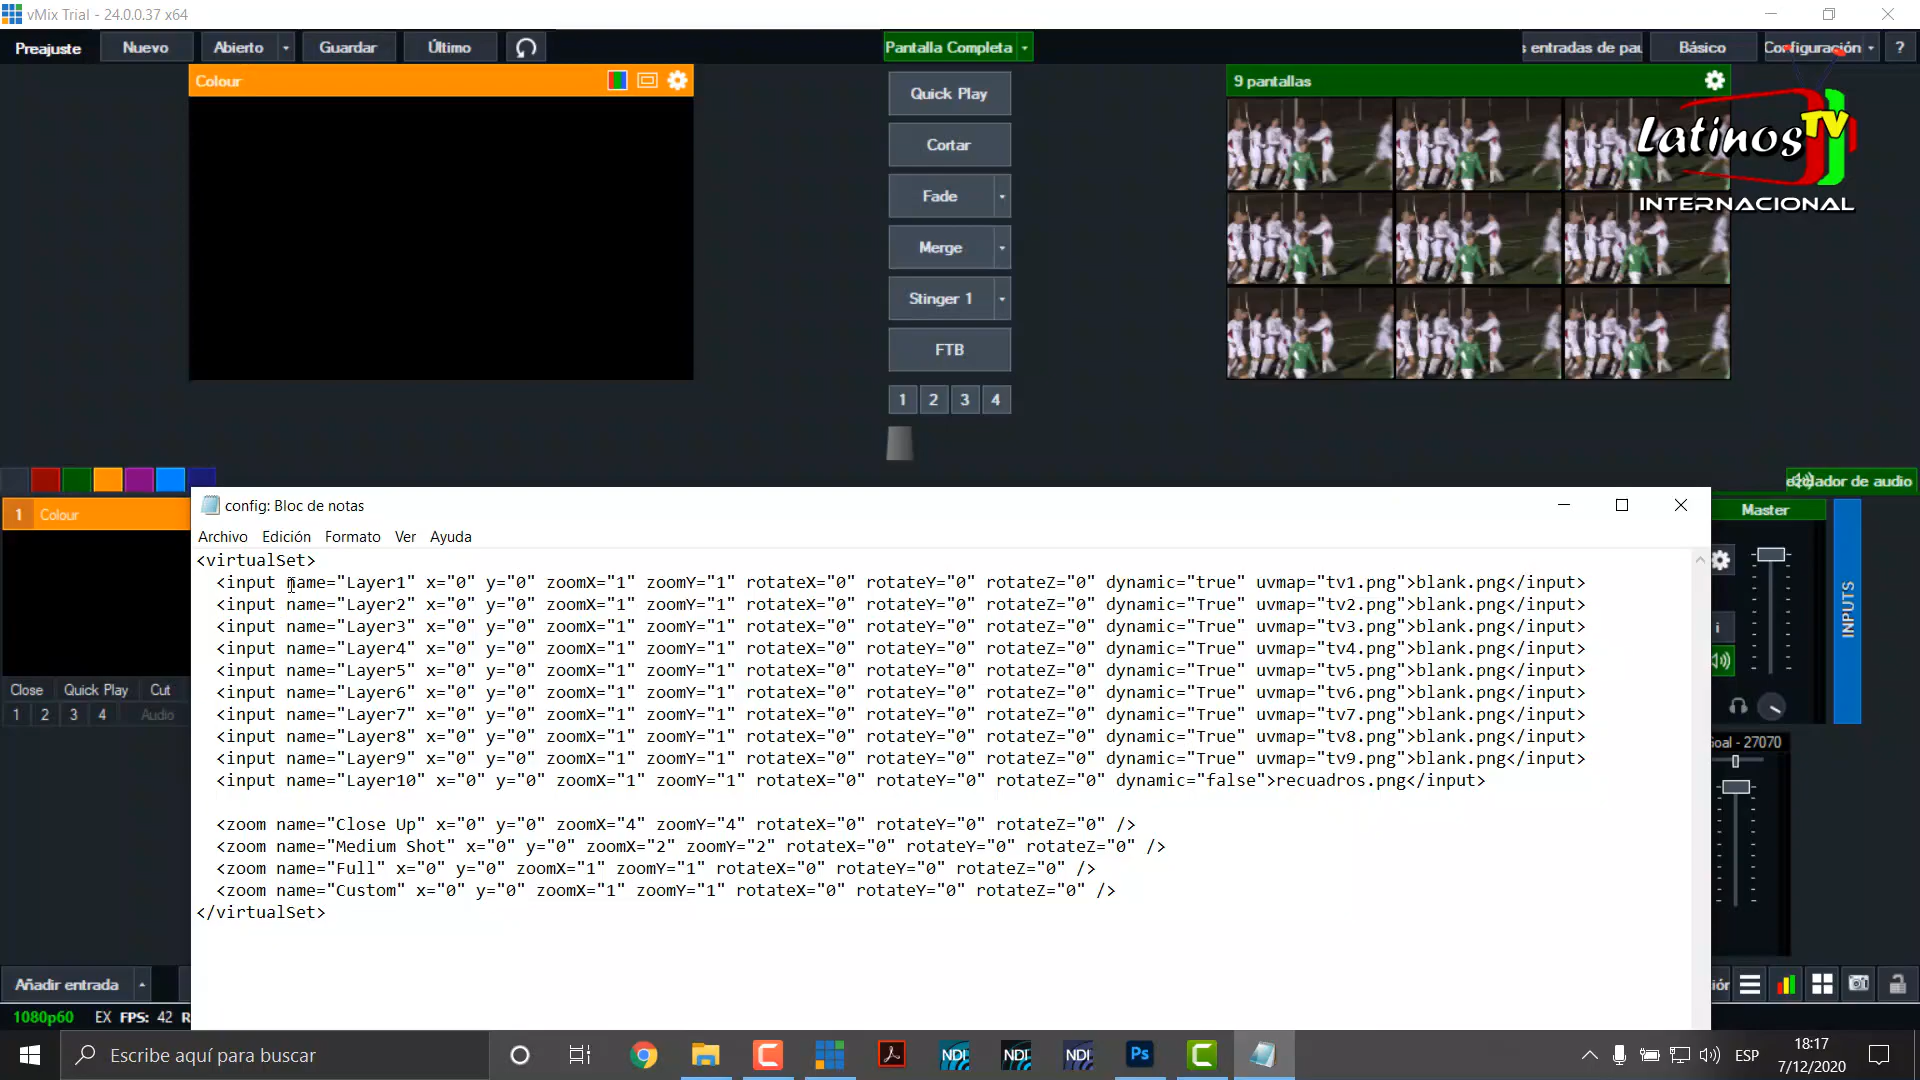 vMix Trial - 24.0.0.37 x64
Preajuste Nuevo Abierto Guardar Último Pantalla Completa entradas de pau Básico Configuración ?
Colour
9 pantallas
Quick Play
Cortar
Fade
Merge
Stinger 1
FTB
1 2 3 4
Latinos TV
INTERNACIONAL
ezclador de audio
1 Colour
Master
INPUTS
i
Close Quick Play Cut
1 2 3 4 Audio
Goal - 27070
config: Bloc de notas
Archivo Edición Formato Ver Ayuda
<virtualSet>
<input name="Layer1" x="0" y="0" zoomX="1" zoomY="1" rotateX="0" rotateY="0" rotateZ="0" dynamic="true" uvmap="tv1.png">blank.png</input>
<input name="Layer2" x="0" y="0" zoomX="1" zoomY="1" rotateX="0" rotateY="0" rotateZ="0" dynamic="True" uvmap="tv2.png">blank.png</input>
<input name="Layer3" x="0" y="0" zoomX="1" zoomY="1" rotateX="0" rotateY="0" rotateZ="0" dynamic="True" uvmap="tv3.png">blank.png</input>
<input name="Layer4" x="0" y="0" zoomX="1" zoomY="1" rotateX="0" rotateY="0" rotateZ="0" dynamic="True" uvmap="tv4.png">blank.png</input>
<input name="Layer5" x="0" y="0" zoomX="1" zoomY="1" rotateX="0" rotateY="0" rotateZ="0" dynamic="True" uvmap="tv5.png">blank.png</input>
<input name="Layer6" x="0" y="0" zoomX="1" zoomY="1" rotateX="0" rotateY="0" rotateZ="0" dynamic="True" uvmap="tv6.png">blank.png</input>
<input name="Layer7" x="0" y="0" zoomX="1" zoomY="1" rotateX="0" rotateY="0" rotateZ="0" dynamic="True" uvmap="tv7.png">blank.png</input>
<input name="Layer8" x="0" y="0" zoomX="1" zoomY="1" rotateX="0" rotateY="0" rotateZ="0" dynamic="True" uvmap="tv8.png">blank.png</input>
<input name="Layer9" x="0" y="0" zoomX="1" zoomY="1" rotateX="0" rotateY="0" rotateZ="0" dynamic="True" uvmap="tv9.png">blank.png</input>
<input name="Layer10" x="0" y="0" zoomX="1" zoomY="1" rotateX="0" rotateY="0" rotateZ="0" dynamic="false">recuadros.png</input>
<zoom name="Close Up" x="0" y="0" zoomX="4" zoomY="4" rotateX="0" rotateY="0" rotateZ="0" />
<zoom name="Medium Shot" x="0" y="0" zoomX="2" zoomY="2" rotateX="0" rotateY="0" rotateZ="0" />
<zoom name="Full" x="0" y="0" zoomX="1" zoomY="1" rotateX="0" rotateY="0" rotateZ="0" />
<zoom name="Custom" x="0" y="0" zoomX="1" zoomY="1" rotateX="0" rotateY="0" rotateZ="0" />
</virtualSet>
Añadir entrada
1080p60 EX FPS: 42 R
Escribe aquí para buscar
NDI NDI NDI Ps
ESP 18:17
7/12/2020